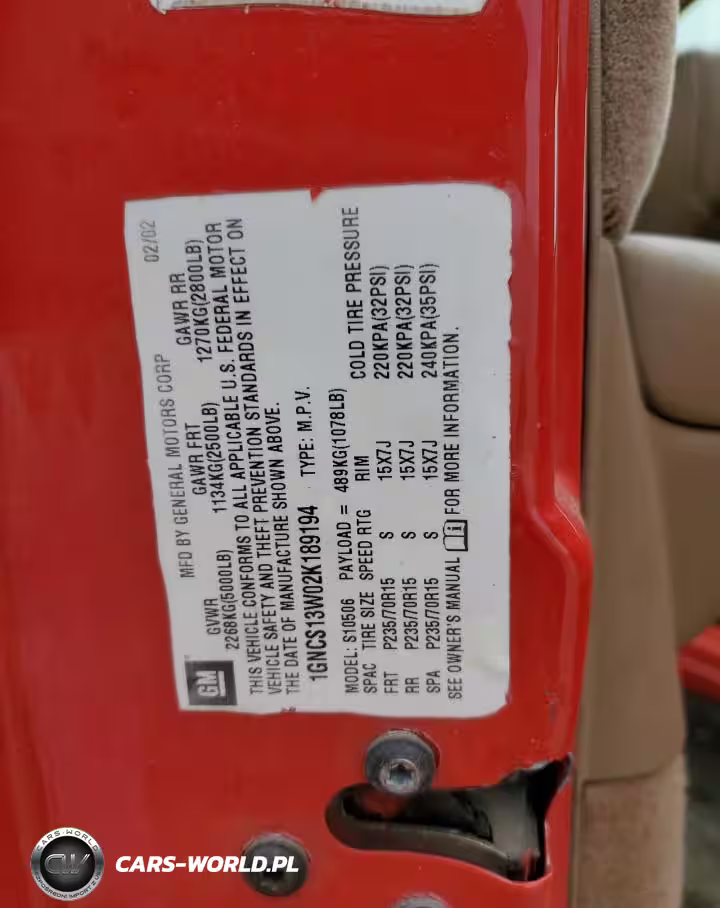 MFD BY GENERAL MOTORS CORP 02/02
GM
GVWR GAWR FRT GAWR RR
2268KG(5000LB) 1134KG(2500LB) 1270KG(2800LB)
THIS VEHICLE CONFORMS TO ALL APPLICABLE U.S. FEDERAL MOTOR
VEHICLE SAFETY AND THEFT PREVENTION STANDARDS IN EFFECT ON
THE DATE OF MANUFACTURE SHOWN ABOVE.
1GNCS13W02K189194 TYPE: M.P.V.
MODEL: S10506 PAYLOAD = 489KG(1078LB)
SPAC TIRE SIZE SPEED RTG RIM COLD TIRE PRESSURE
FRT P235/70R15 S 15X7J 220KPA(32PSI)
RR P235/70R15 S 15X7J 220KPA(32PSI)
SPA P235/70R15 S 15X7J 240KPA(35PSI)
SEE OWNER'S MANUAL FOR MORE INFORMATION.
CARS-WORLD
CW
CARS-WORLD.PL